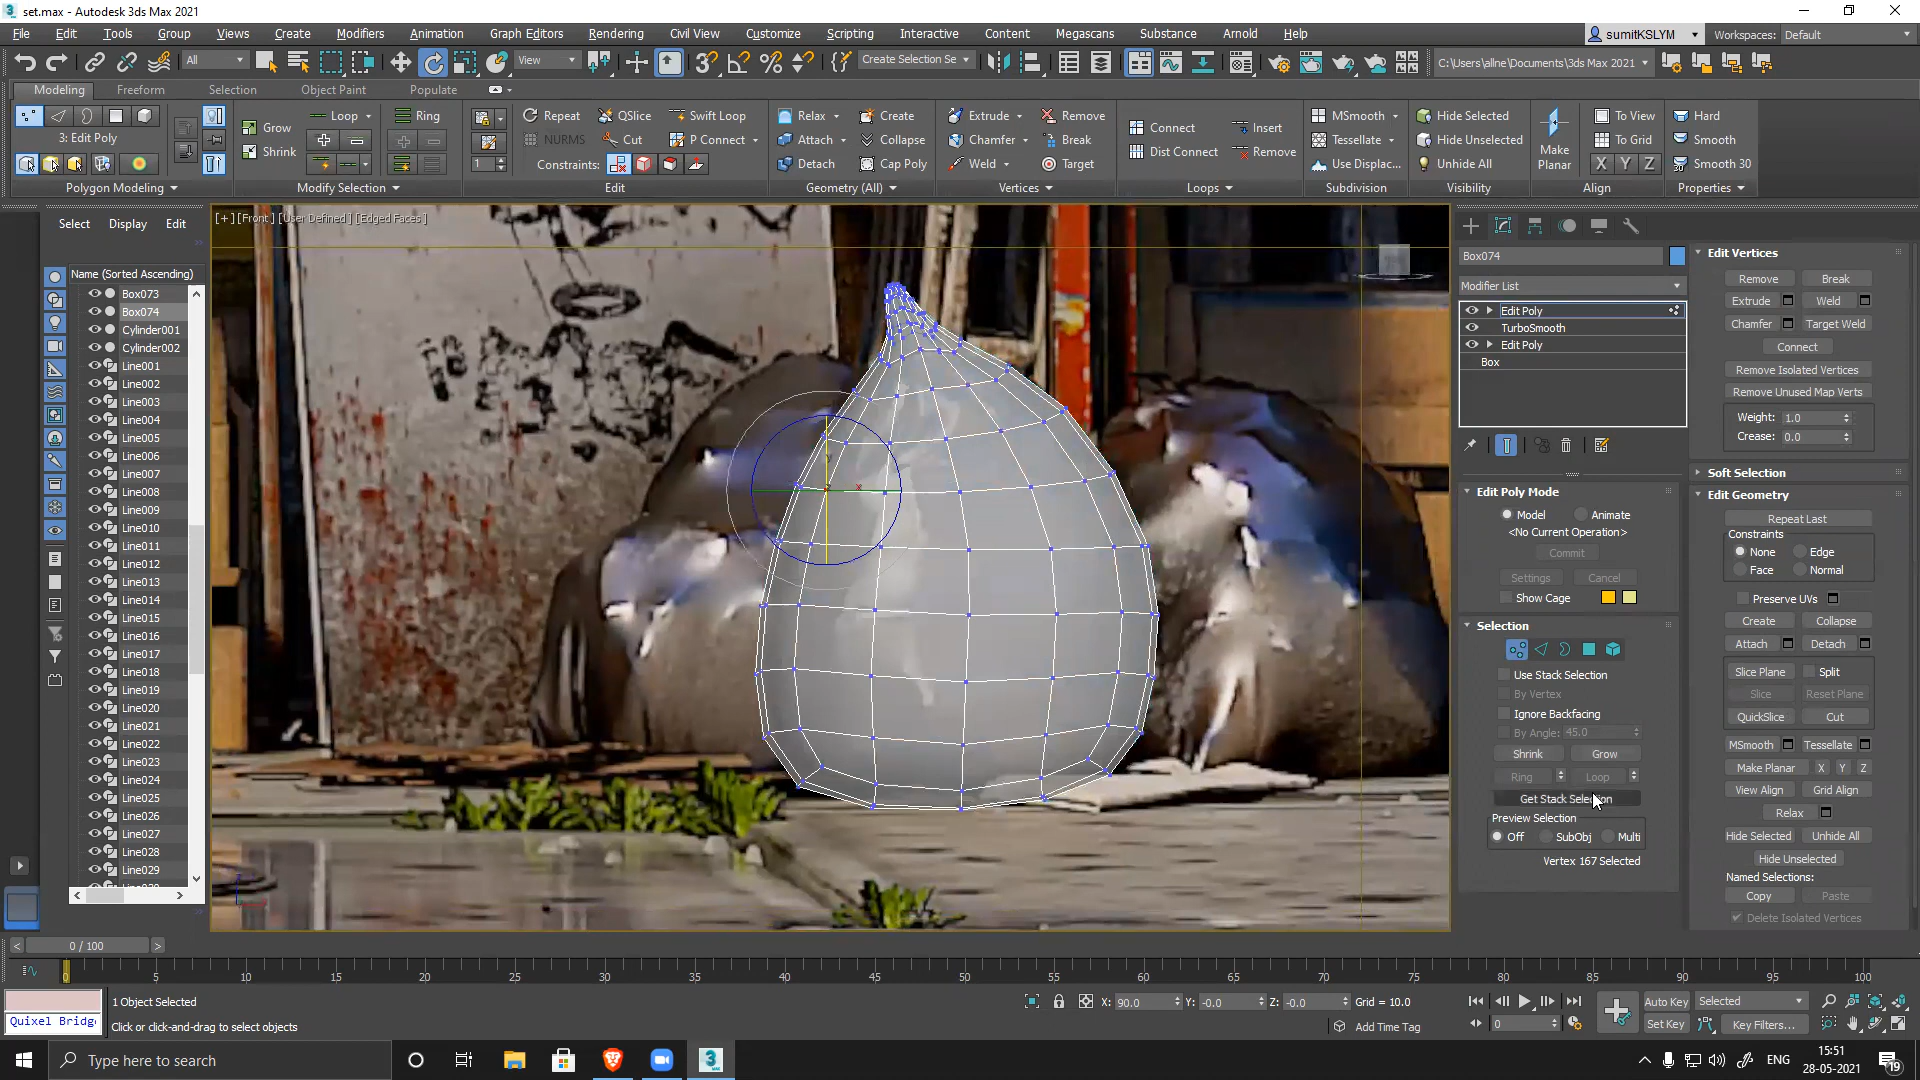 set.max - Autodesk 3ds Max 2021
File Edit Tools Group Views Create Modifiers Animation Graph Editors Rendering Civil View Customize Scripting Interactive Content Megascans Substance Arnold Help
sumitKSLYM Workspaces: Default
All View Create Selection Se C:\Users\allne\Documents\3ds Max 2021
Modeling Freeform Selection Object Paint Populate
3: Edit Poly
Polygon Modeling
Grow Loop Ring
Shrink
Modify Selection
Repeat QSlice Swift Loop
NURMS Cut P Connect
1 Constraints:
Edit
Relax Create
Attach Collapse
Detach Cap Poly
Geometry (All)
Extrude Remove
Chamfer Break
Weld Target
Vertices
Connect Insert
Dist Connect Remove
Loops
MSmooth
Tessellate
Use Displac...
Subdivision
Hide Selected
Hide Unselected
Unhide All
Visibility
Make Planar
To View
To Grid
X Y Z
Align
Hard
Smooth
Smooth 30
Properties
Select Display Edit
Name (Sorted Ascending)
Box073
Box074
Cylinder001
Cylinder002
Line001
Line002
Line003
Line004
Line005
Line006
Line007
Line008
Line009
Line010
Line011
Line012
Line013
Line014
Line015
Line016
Line017
Line018
Line019
Line020
Line021
Line022
Line023
Line024
Line025
Line026
Line027
Line028
Line029
[+] [Front ] [User Defined ] [Edged Faces ]
Box074
Modifier List
Edit Poly
TurboSmooth
Edit Poly
Box
Edit Poly Mode
Model Animate
<No Current Operation>
Commit
Settings Cancel
Show Cage
Selection
Use Stack Selection
By Vertex
Ignore Backfacing
By Angle: 45.0
Shrink Grow
Ring Loop
Get Stack Selection
Preview Selection
Off SubObj Multi
Vertex 167 Selected
Edit Vertices
Remove Break
Extrude Weld
Chamfer Target Weld
Connect
Remove Isolated Vertices
Remove Unused Map Verts
Weight: 1.0
Crease: 0.0
Soft Selection
Edit Geometry
Repeat Last
Constraints
None Edge
Face Normal
Preserve UVs
Create Collapse
Attach Detach
Slice Plane Split
Slice Reset Plane
QuickSlice Cut
MSmooth Tessellate
Make Planar X Y Z
View Align Grid Align
Relax
Hide Selected Unhide All
Hide Unselected
Named Selections:
Copy Paste
Delete Isolated Vertices
< 0 / 100 >
0 5 10 15 20 25 30 35 40 45 50 55 60 65 70 75 80 85 90 95 100
1 Object Selected
X: 90.0 Y: -0.0 Z: -0.0 Grid = 10.0
Auto Key Selected
Quixel Bridg
Click or click-and-drag to select objects
Add Time Tag
0
Set Key Key Filters...
Type here to search
ENG
15:51
28-05-2021
19